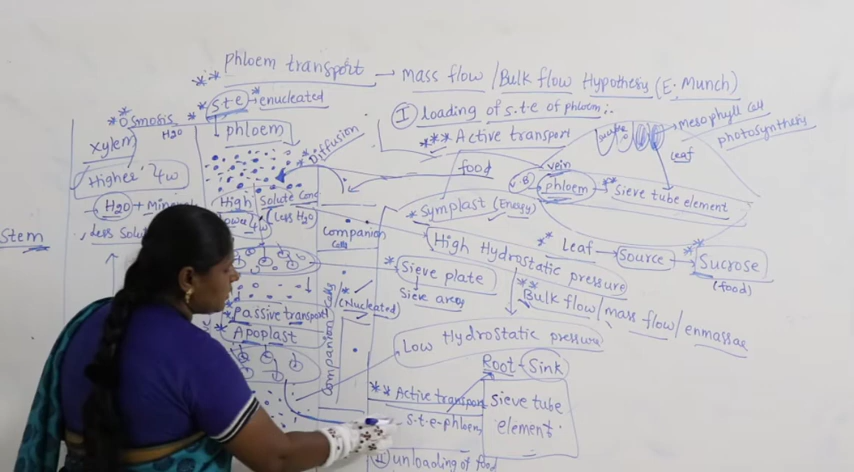 ** Phloem transport → Mass flow / Bulk flow Hypothesis (E. Munch)
* s.t.e → enucleated
I loading of s.t.e of phloem:.
*** Active transport
mesophyll cell
photosynthesis
sucrose
leaf
* Osmosis
H2O
xylem
phloem
* Diffusion
Higher ψw
food
vein
phloem → * Sieve tube element
H2O + Minerals
High Solute Conc
lower ψw (less H2O)
* Symplast (Energy)
companion
cells
Stem
High Hydrostatic pressure
* Leaf → Source → ** Sucrose
(food)
* Sieve plate
Sieve areas
* (Nucleated)
** Bulk flow / mass flow / enmassae
* Passive transport
* Apoplast
companion cells
Low Hydrostatic pressure
Root - Sink
** Active transport
s.t.e-phloem
Sieve tube
element.
II unloading of food